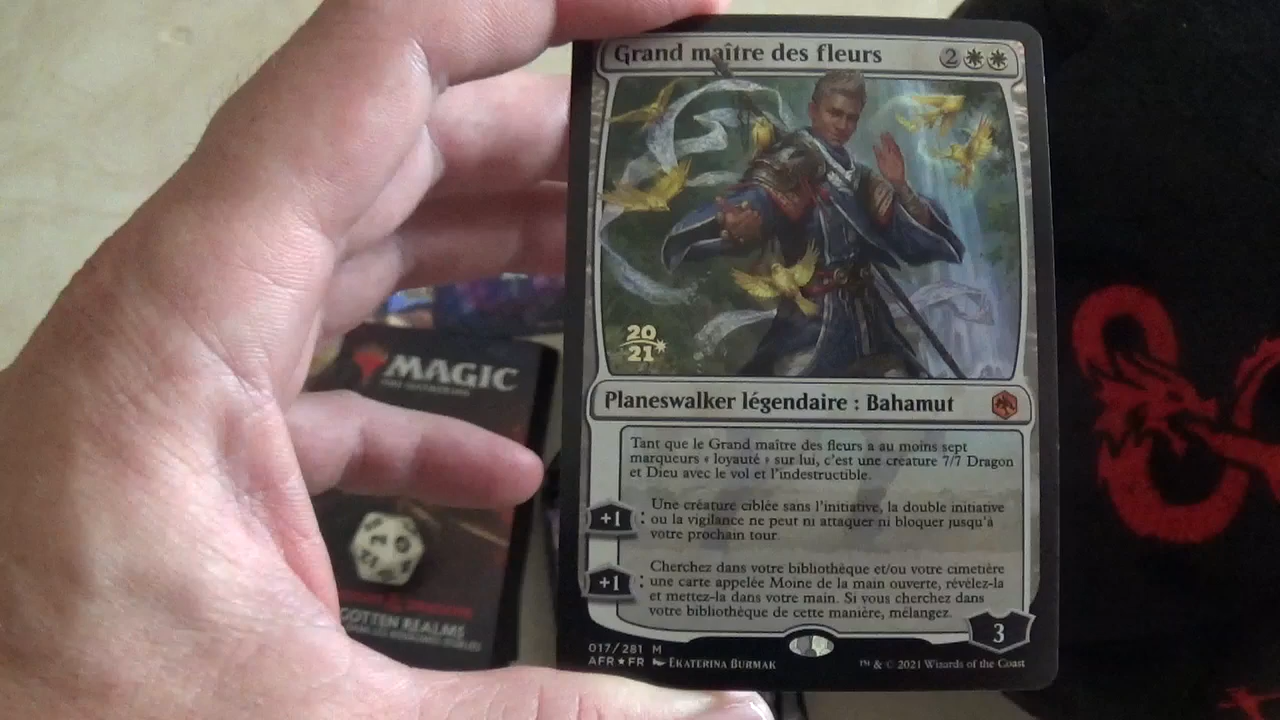 Grand maître des fleurs 2
20
21
Planeswalker légendaire : Bahamut
Tant que le Grand maître des fleurs a au moins sept
marqueurs « loyauté » sur lui, c'est une créature 7/7 Dragon
et Dieu avec le vol et l'indestructible.
+1 : Une créature ciblée sans l'initiative, la double initiative
ou la vigilance ne peut ni attaquer ni bloquer jusqu'à
votre prochain tour.
+1 : Cherchez dans votre bibliothèque et/ou votre cimetière
une carte appelée Moine de la main ouverte, révélez-la
et mettez-la dans votre main. Si vous cherchez dans
votre bibliothèque de cette manière, mélangez.
3
017/281 M
AFR★FR EKATERINA BURMAK
™ & © 2021 Wizards of the Coast
MAGIC
12
GOTTEN REALMS